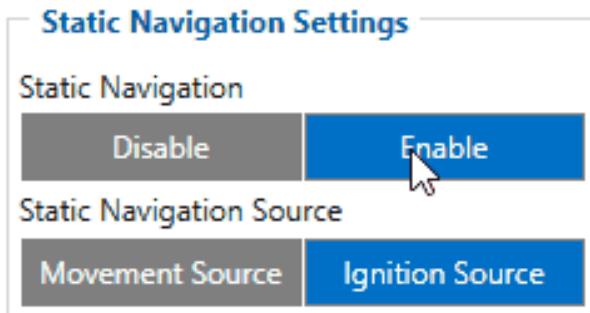 Static Navigation Settings
Static Navigation
Disable Enable
Static Navigation Source
Movement Source Ignition Source